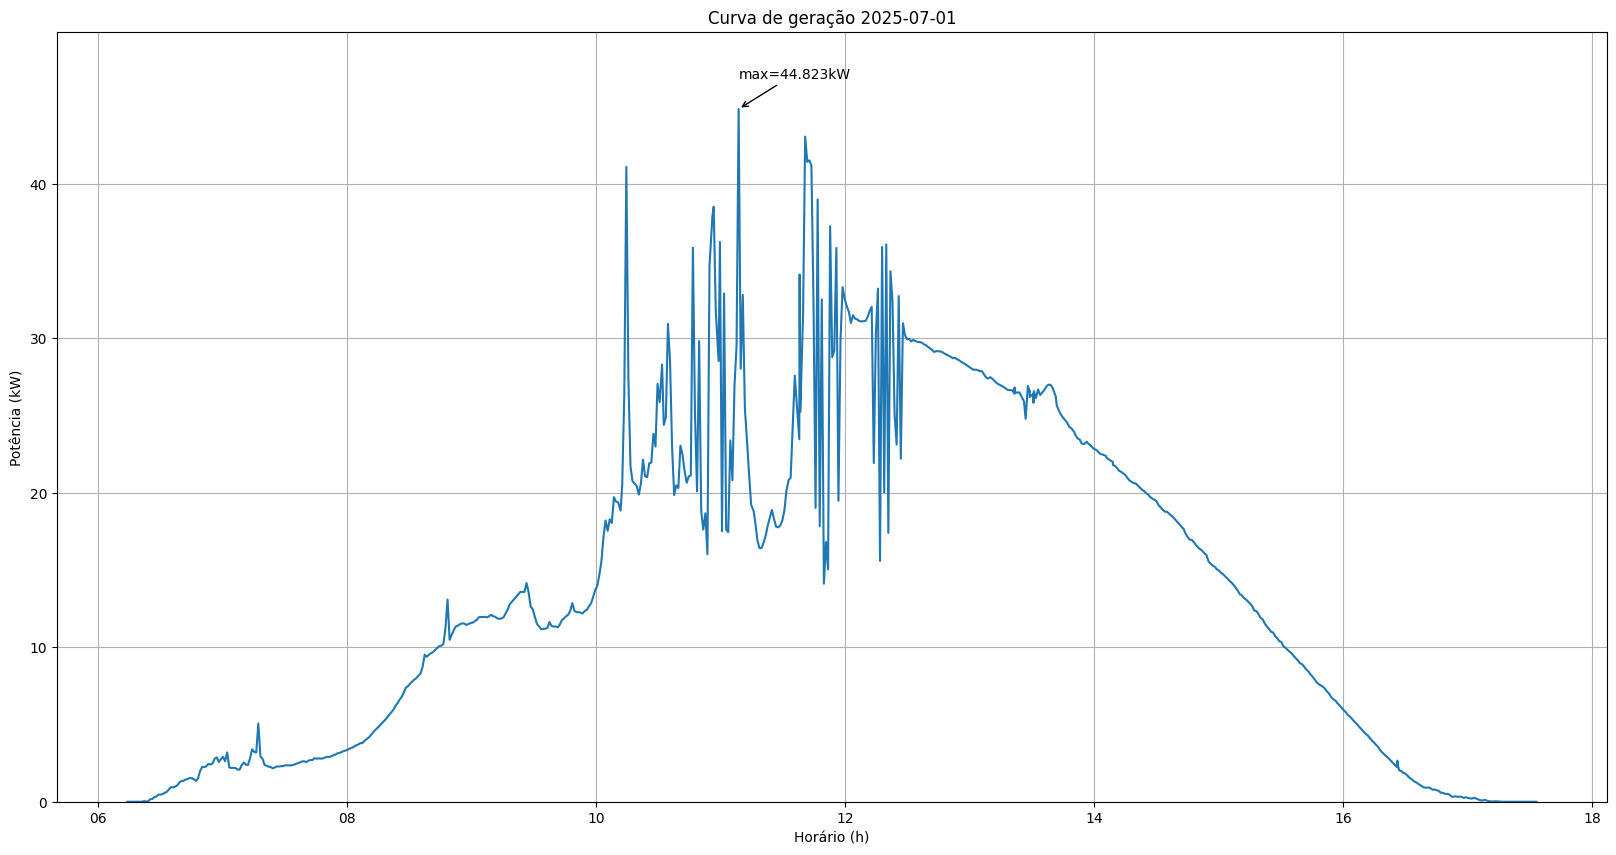 Curva de geração 2025-07-01
max=44.823kW
Potência (kW)
40
30
20
10
0
06 08 10 12 14 16 18
Horário (h)